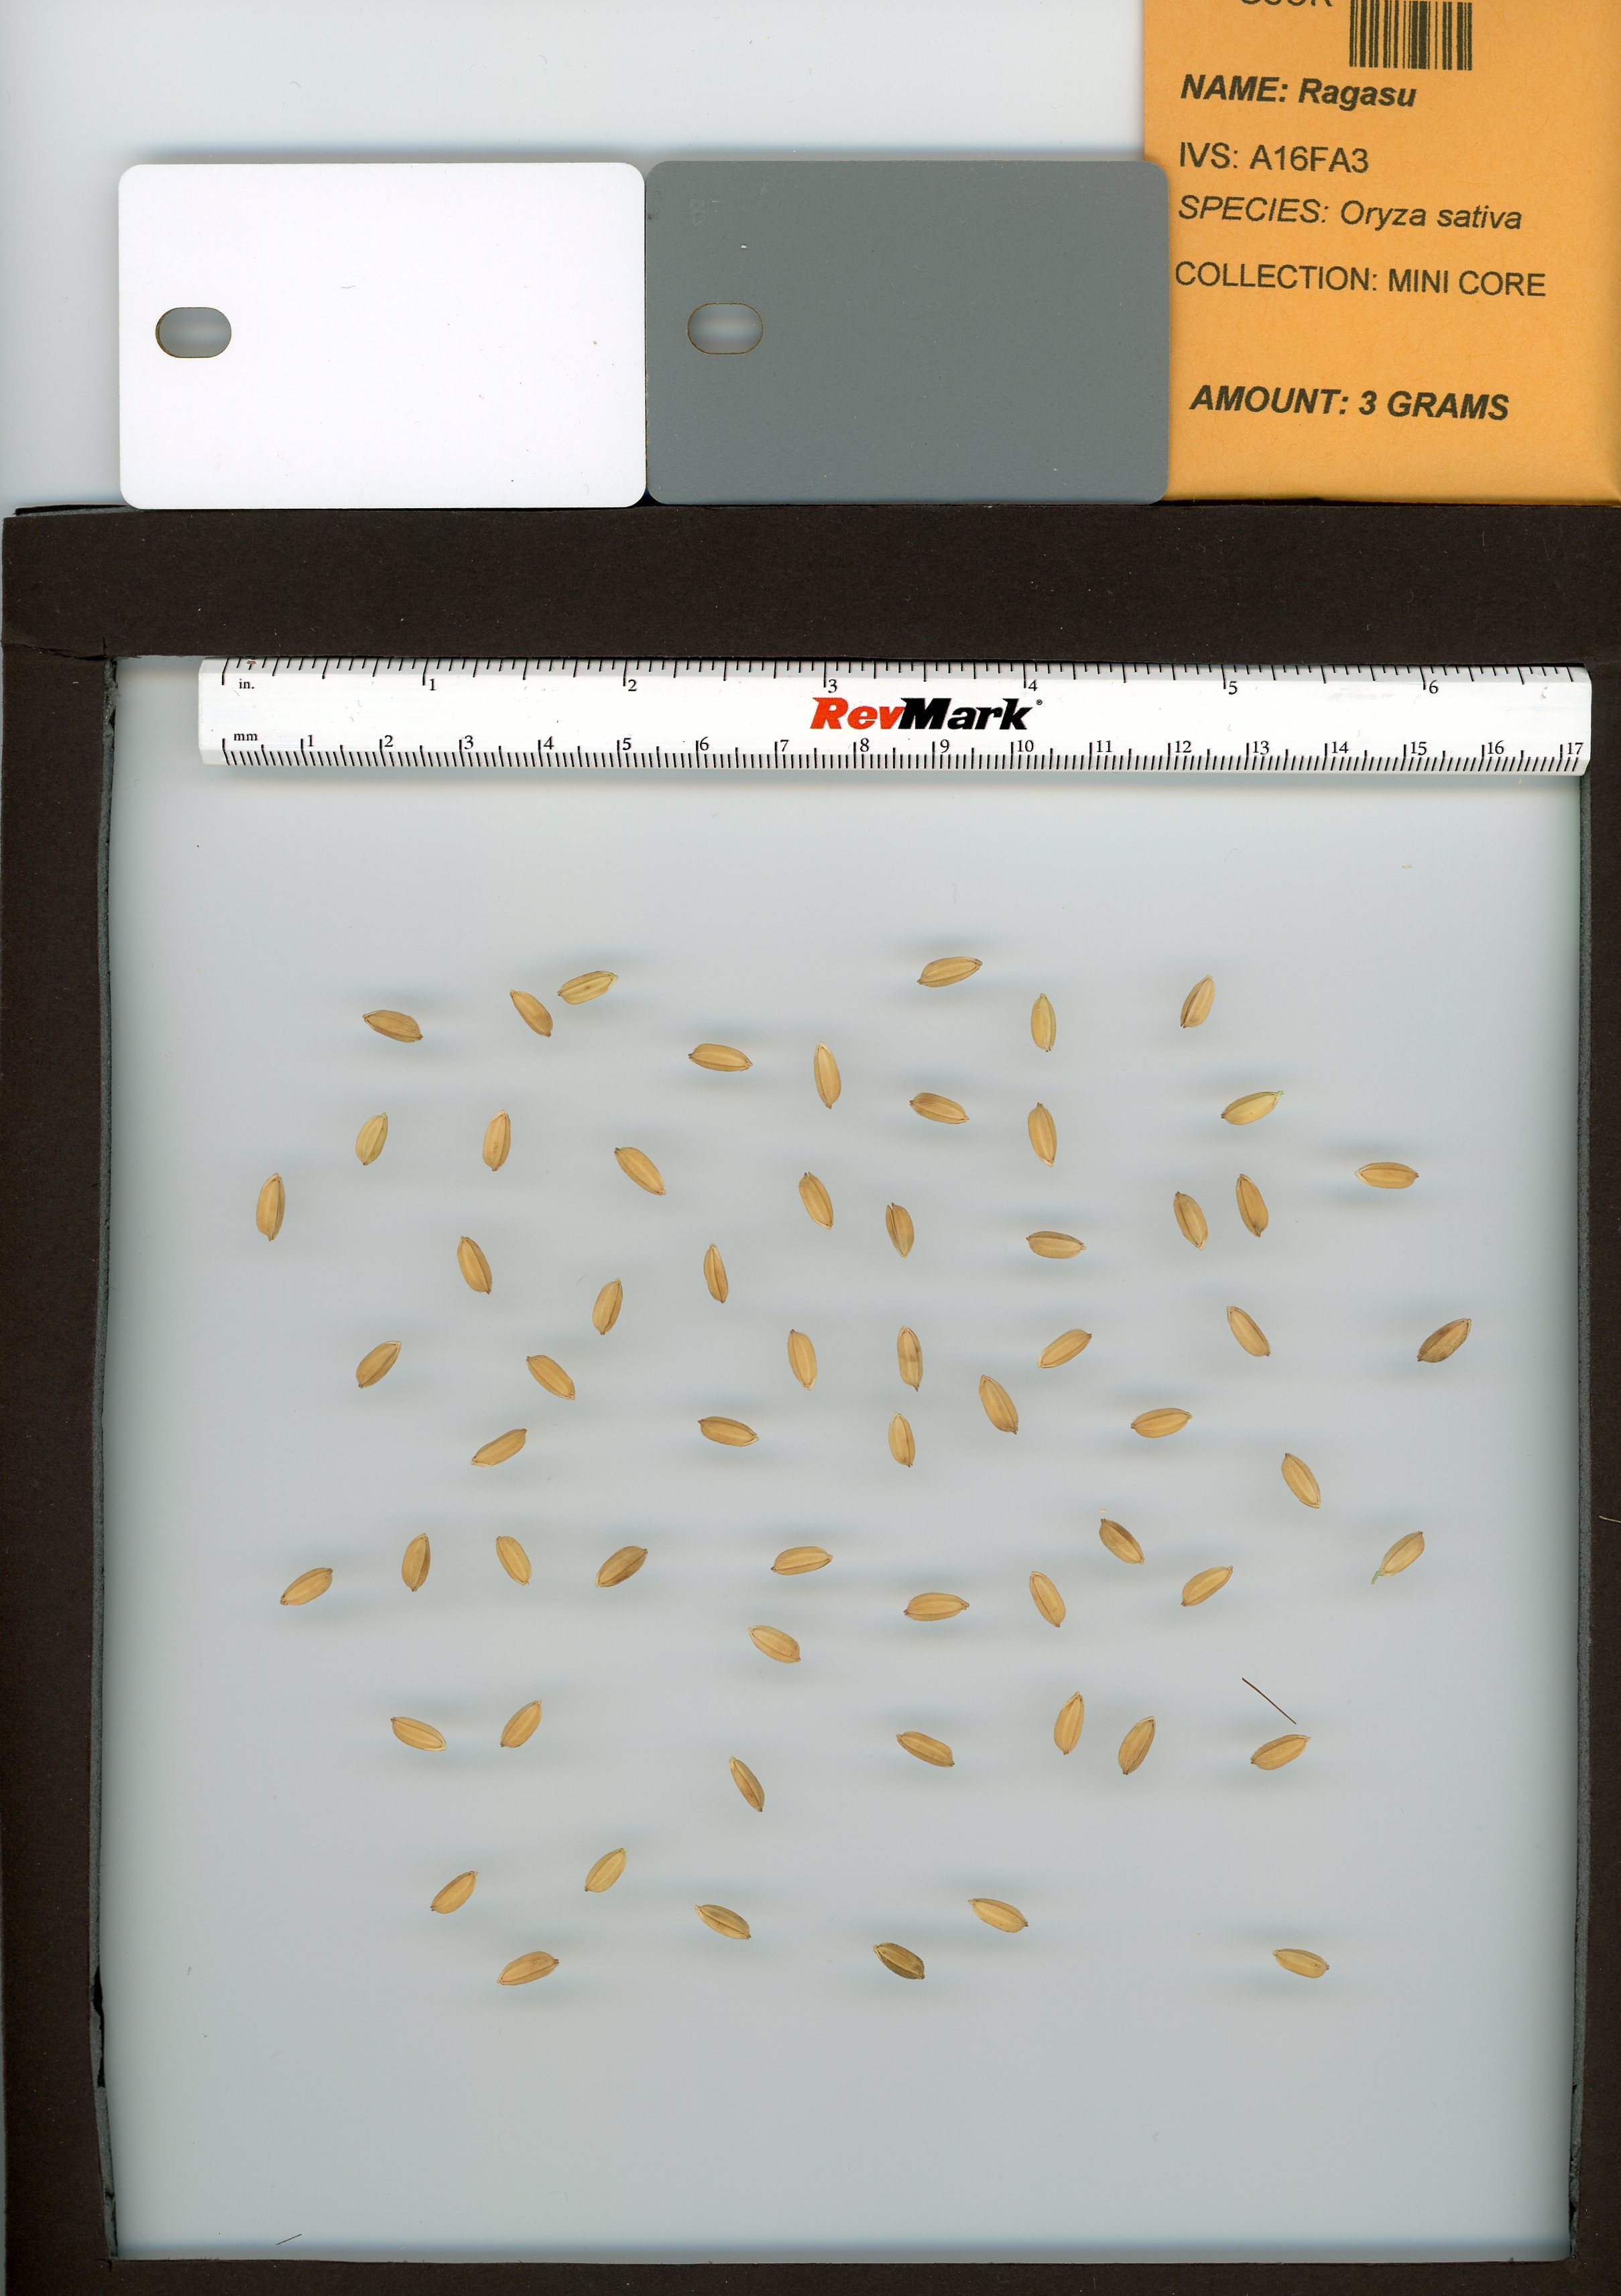 NAME: Ragasu
IVS: A16FA3
SPECIES: Oryza sativa
COLLECTION: MINI CORE
AMOUNT: 3 GRAMS
in. 1 2 3 4 5 6
RevMark®
mm 1 2 3 4 5 6 7 8 9 10 11 12 13 14 15 16 17